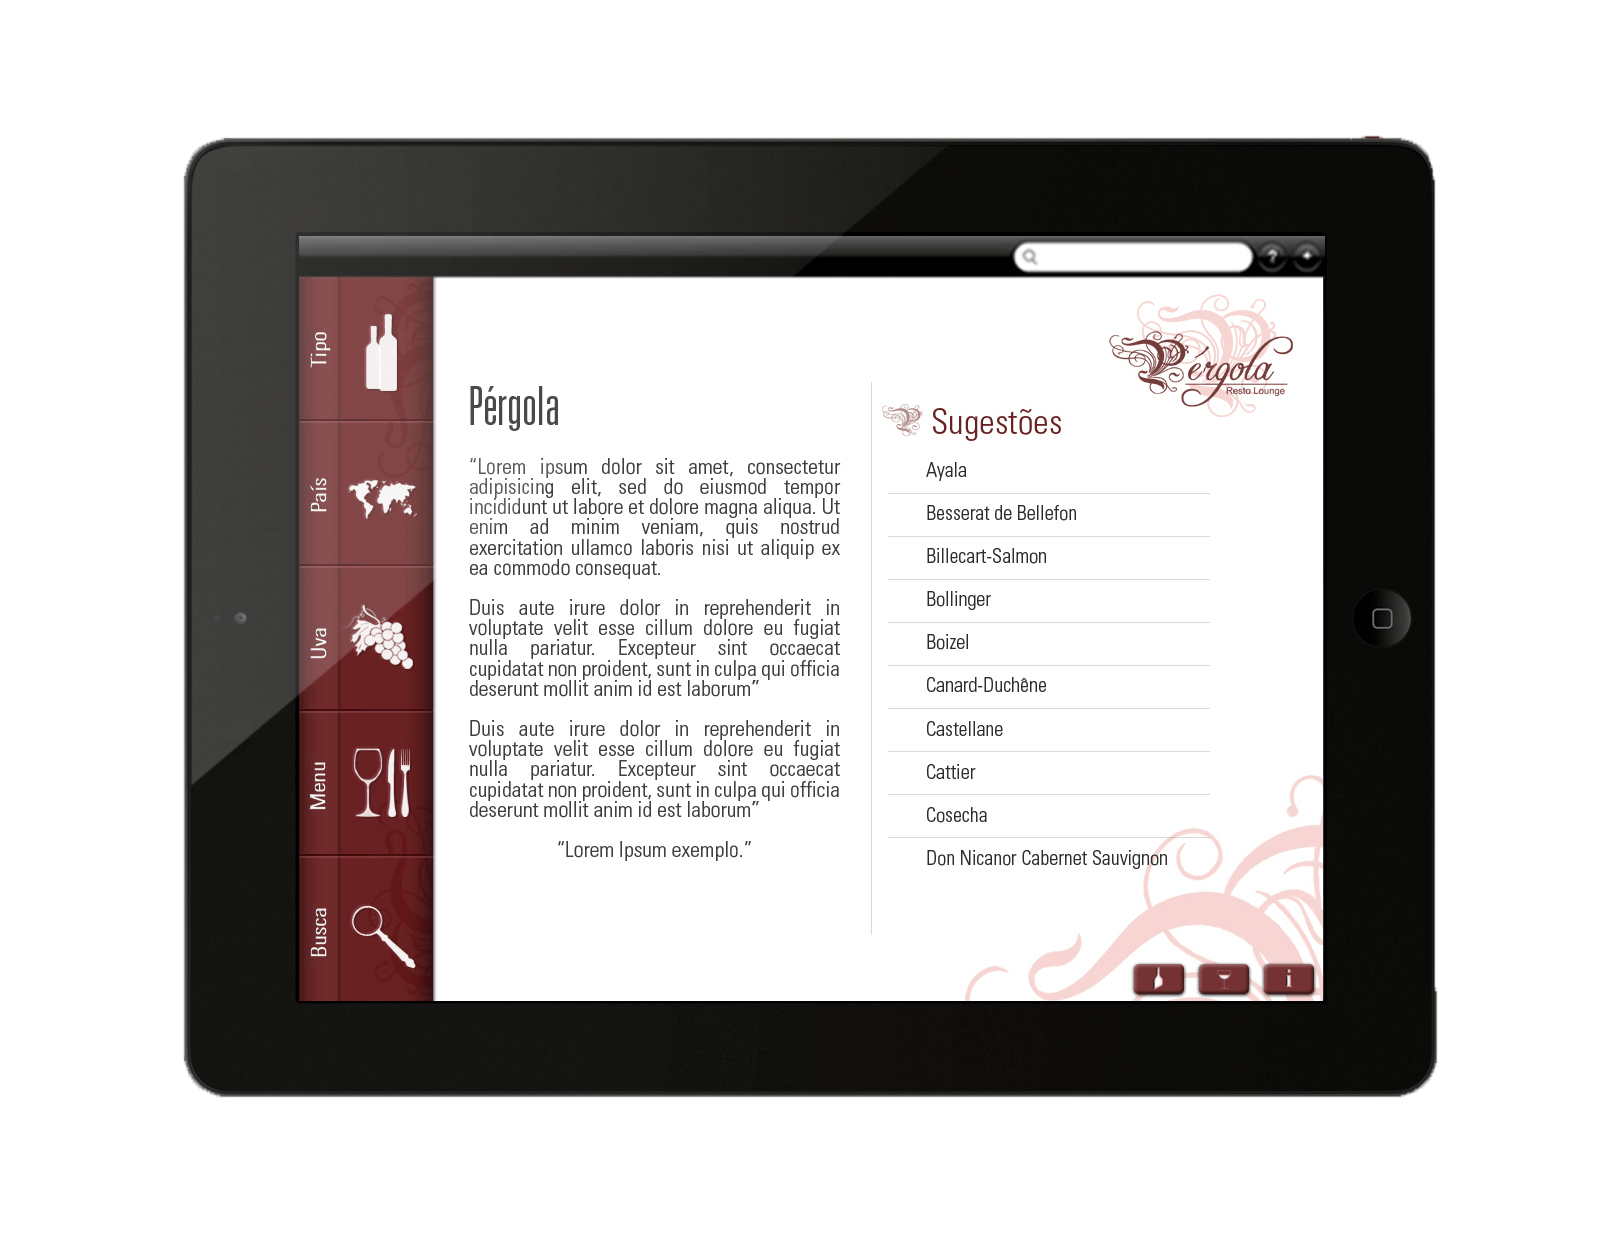 ?
Tipo
País
Uva
Menu
Busca
Pérgola
Resto Lounge
Pérgola
“Lorem ipsum dolor sit amet, consectetur
adipisicing elit, sed do eiusmod tempor
incididunt ut labore et dolore magna aliqua. Ut
enim ad minim veniam, quis nostrud
exercitation ullamco laboris nisi ut aliquip ex
ea commodo consequat.
Duis aute irure dolor in reprehenderit in
voluptate velit esse cillum dolore eu fugiat
nulla pariatur. Excepteur sint occaecat
cupidatat non proident, sunt in culpa qui officia
deserunt mollit anim id est laborum”
Duis aute irure dolor in reprehenderit in
voluptate velit esse cillum dolore eu fugiat
nulla pariatur. Excepteur sint occaecat
cupidatat non proident, sunt in culpa qui officia
deserunt mollit anim id est laborum”
“Lorem Ipsum exemplo.”
Sugestões
Ayala
Besserat de Bellefon
Billecart-Salmon
Bollinger
Boizel
Canard-Duchêne
Castellane
Cattier
Cosecha
Don Nicanor Cabernet Sauvignon
i